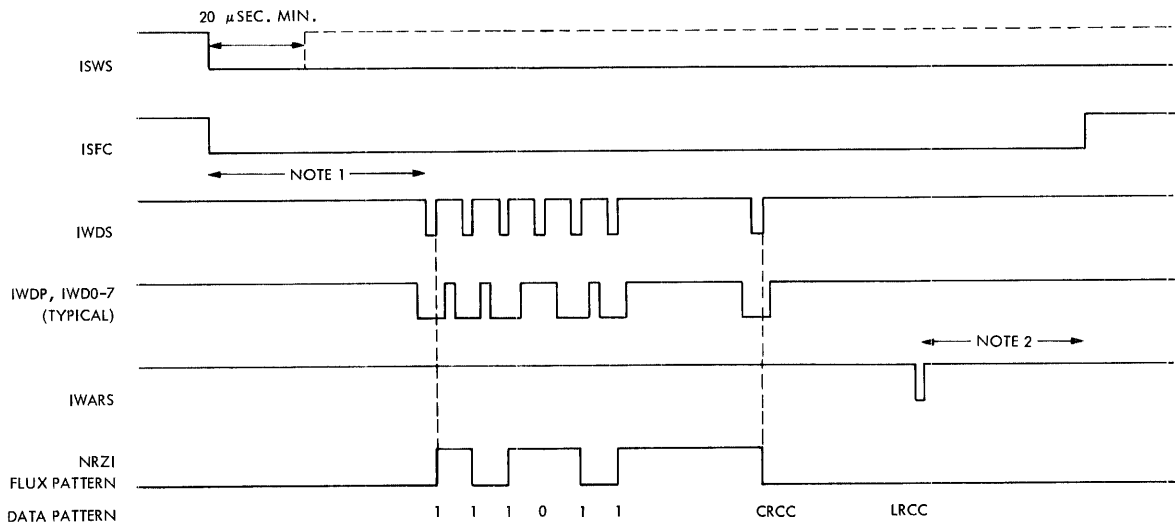 20 μSEC. MIN.
ISWS
ISFC
NOTE 1
IWDS
IWDP, IWD0-7
(TYPICAL)
NOTE 2
IWARS
NRZI
FLUX PATTERN
DATA PATTERN 1 1 1 0 1 1 CRCC LRCC